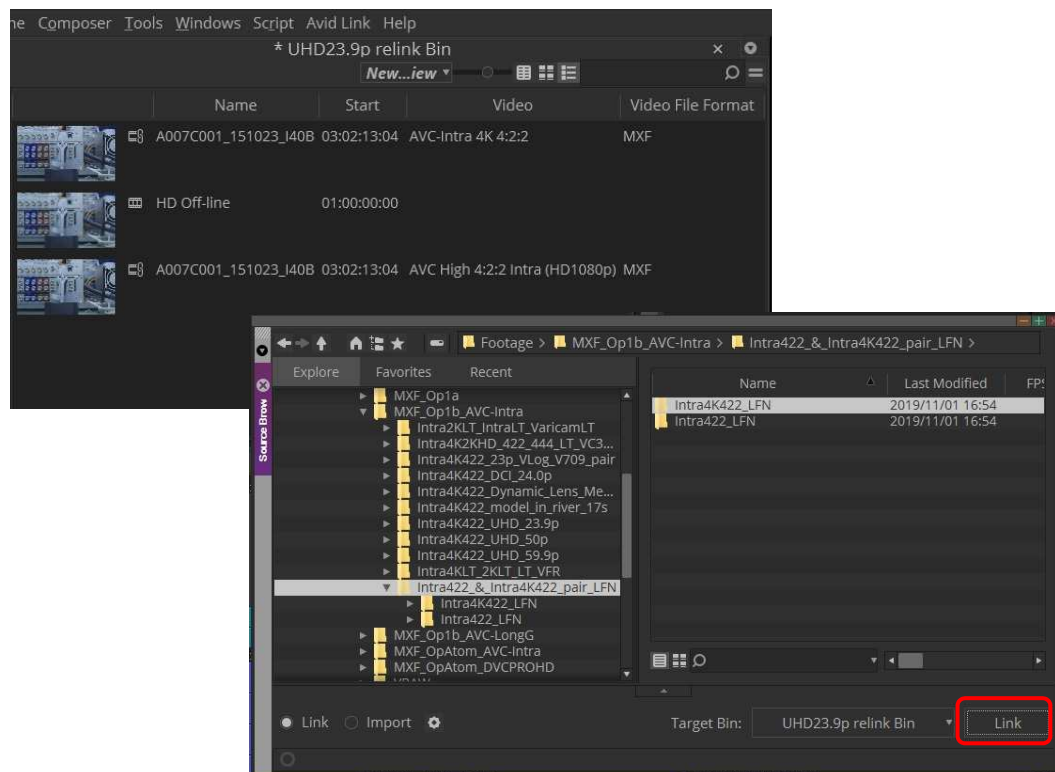 ne Composer Tools Windows Script Avid Link Help
* UHD23.9p relink Bin
New...iew
Name Start Video Video File Format
A007C001_151023_I40B 03:02:13:04 AVC-Intra 4K 4:2:2 MXF
HD Off-line 01:00:00:00
A007C001_151023_I40B 03:02:13:04 AVC High 4:2:2 Intra (HD1080p) MXF
Source Brow
Footage > MXF_Op1b_AVC-Intra > Intra422_&_Intra4K422_pair_LFN >
Explore Favorites Recent
MXF_Op1a
MXF_Op1b_AVC-Intra
Intra2KLT_IntraLT_VaricamLT
Intra4K2KHD_422_444_LT_VC3...
Intra4K422_23p_VLog_V709_pair
Intra4K422_DCI_24.0p
Intra4K422_Dynamic_Lens_Me...
Intra4K422_model_in_river_17s
Intra4K422_UHD_23.9p
Intra4K422_UHD_50p
Intra4K422_UHD_59.9p
Intra4KLT_2KLT_LT_VFR
Intra422_&_Intra4K422_pair_LFN
Intra4K422_LFN
Intra422_LFN
MXF_Op1b_AVC-LongG
MXF_OpAtom_AVC-Intra
MXF_OpAtom_DVCPROHD
Name Last Modified FPS
Intra4K422_LFN 2019/11/01 16:54
Intra422_LFN 2019/11/01 16:54
Link Import Target Bin: UHD23.9p relink Bin Link